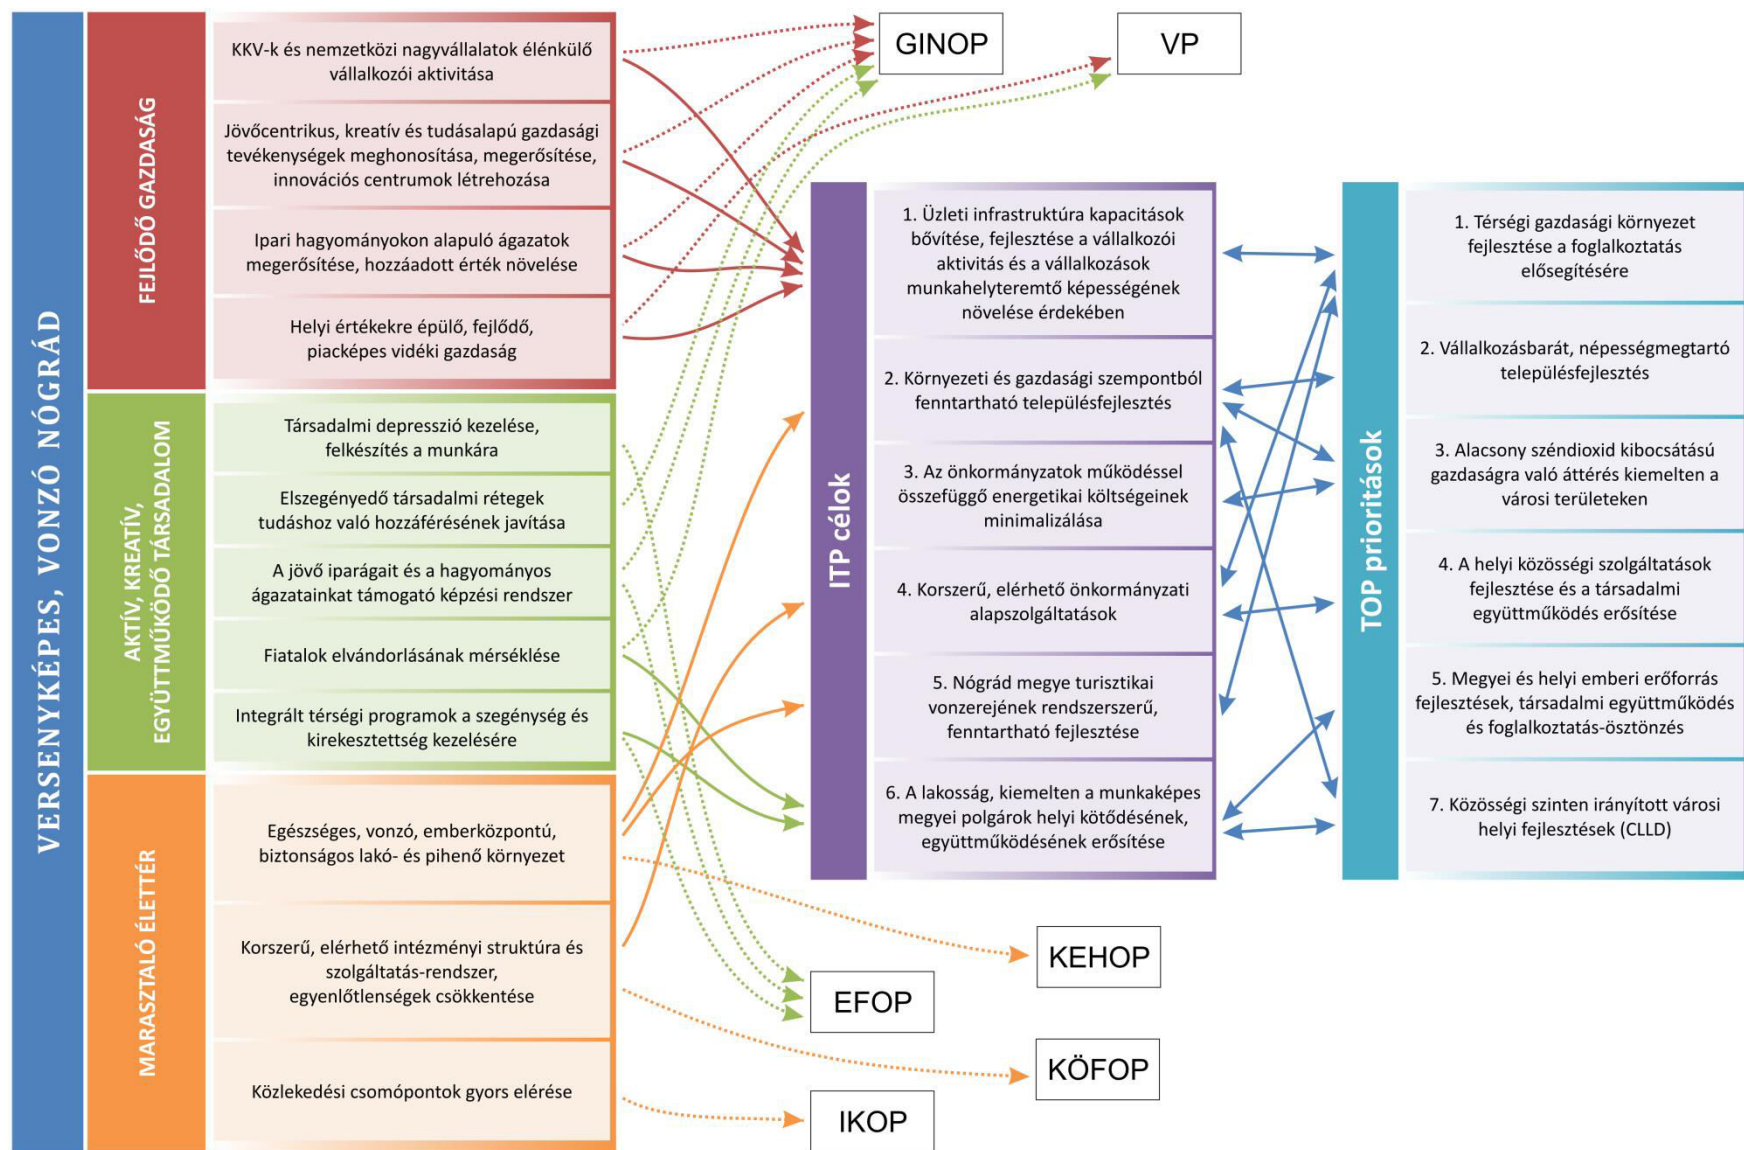 VERSENYKÉPES, VONZÓ NÓGRÁD
FEJLŐDŐ GAZDASÁG
KKV-k és nemzetközi nagyvállalatok élénkülő
vállalkozói aktivitása
Jövőcentrikus, kreatív és tudásalapú gazdasági
tevékenységek meghonosítása, megerősítése,
innovációs centrumok létrehozása
Ipari hagyományokon alapuló ágazatok
megerősítése, hozzáadott érték növelése
Helyi értékekre épülő, fejlődő,
piacképes vidéki gazdaság
AKTÍV, KREATÍV,
EGYÜTTMŰKÖDŐ TÁRSADALOM
Társadalmi depresszió kezelése,
felkészítés a munkára
Elszegényedő társadalmi rétegek
tudáshoz való hozzáférésének javítása
A jövő iparágait és a hagyományos
ágazatainkat támogató képzési rendszer
Fiatalok elvándorlásának mérséklése
Integrált térségi programok a szegénység és
kirekesztettség kezelésére
MARASZTALÓ ÉLETTÉR
Egészséges, vonzó, emberközpontú,
biztonságos lakó- és pihenő környezet
Korszerű, elérhető intézményi struktúra és
szolgáltatás-rendszer,
egyenlőtlenségek csökkentése
Közlekedési csomópontok gyors elérése
GINOP
VP
ITP célok
1. Üzleti infrastruktúra kapacitások
bővítése, fejlesztése a vállalkozói
aktivitás és a vállalkozások
munkahelyteremtő képességének
növelése érdekében
2. Környezeti és gazdasági szempontból
fenntartható településfejlesztés
3. Az önkormányzatok működéssel
összefüggő energetikai költségeinek
minimalizálása
4. Korszerű, elérhető önkormányzati
alapszolgáltatások
5. Nógrád megye turisztikai
vonzerejének rendszerszerű,
fenntartható fejlesztése
6. A lakosság, kiemelten a munkaképes
megyei polgárok helyi kötődésének,
együttműködésének erősítése
TOP prioritások
1. Térségi gazdasági környezet
fejlesztése a foglalkoztatás
elősegítésére
2. Vállalkozásbarát, népességmegtartó
településfejlesztés
3. Alacsony széndioxid kibocsátású
gazdaságra való áttérés kiemelten a
városi területeken
4. A helyi közösségi szolgáltatások
fejlesztése és a társadalmi
együttműködés erősítése
5. Megyei és helyi emberi erőforrás
fejlesztések, társadalmi együttműködés
és foglalkoztatás-ösztönzés
7. Közösségi szinten irányított városi
helyi fejlesztések (CLLD)
KEHOP
EFOP
KÖFOP
IKOP